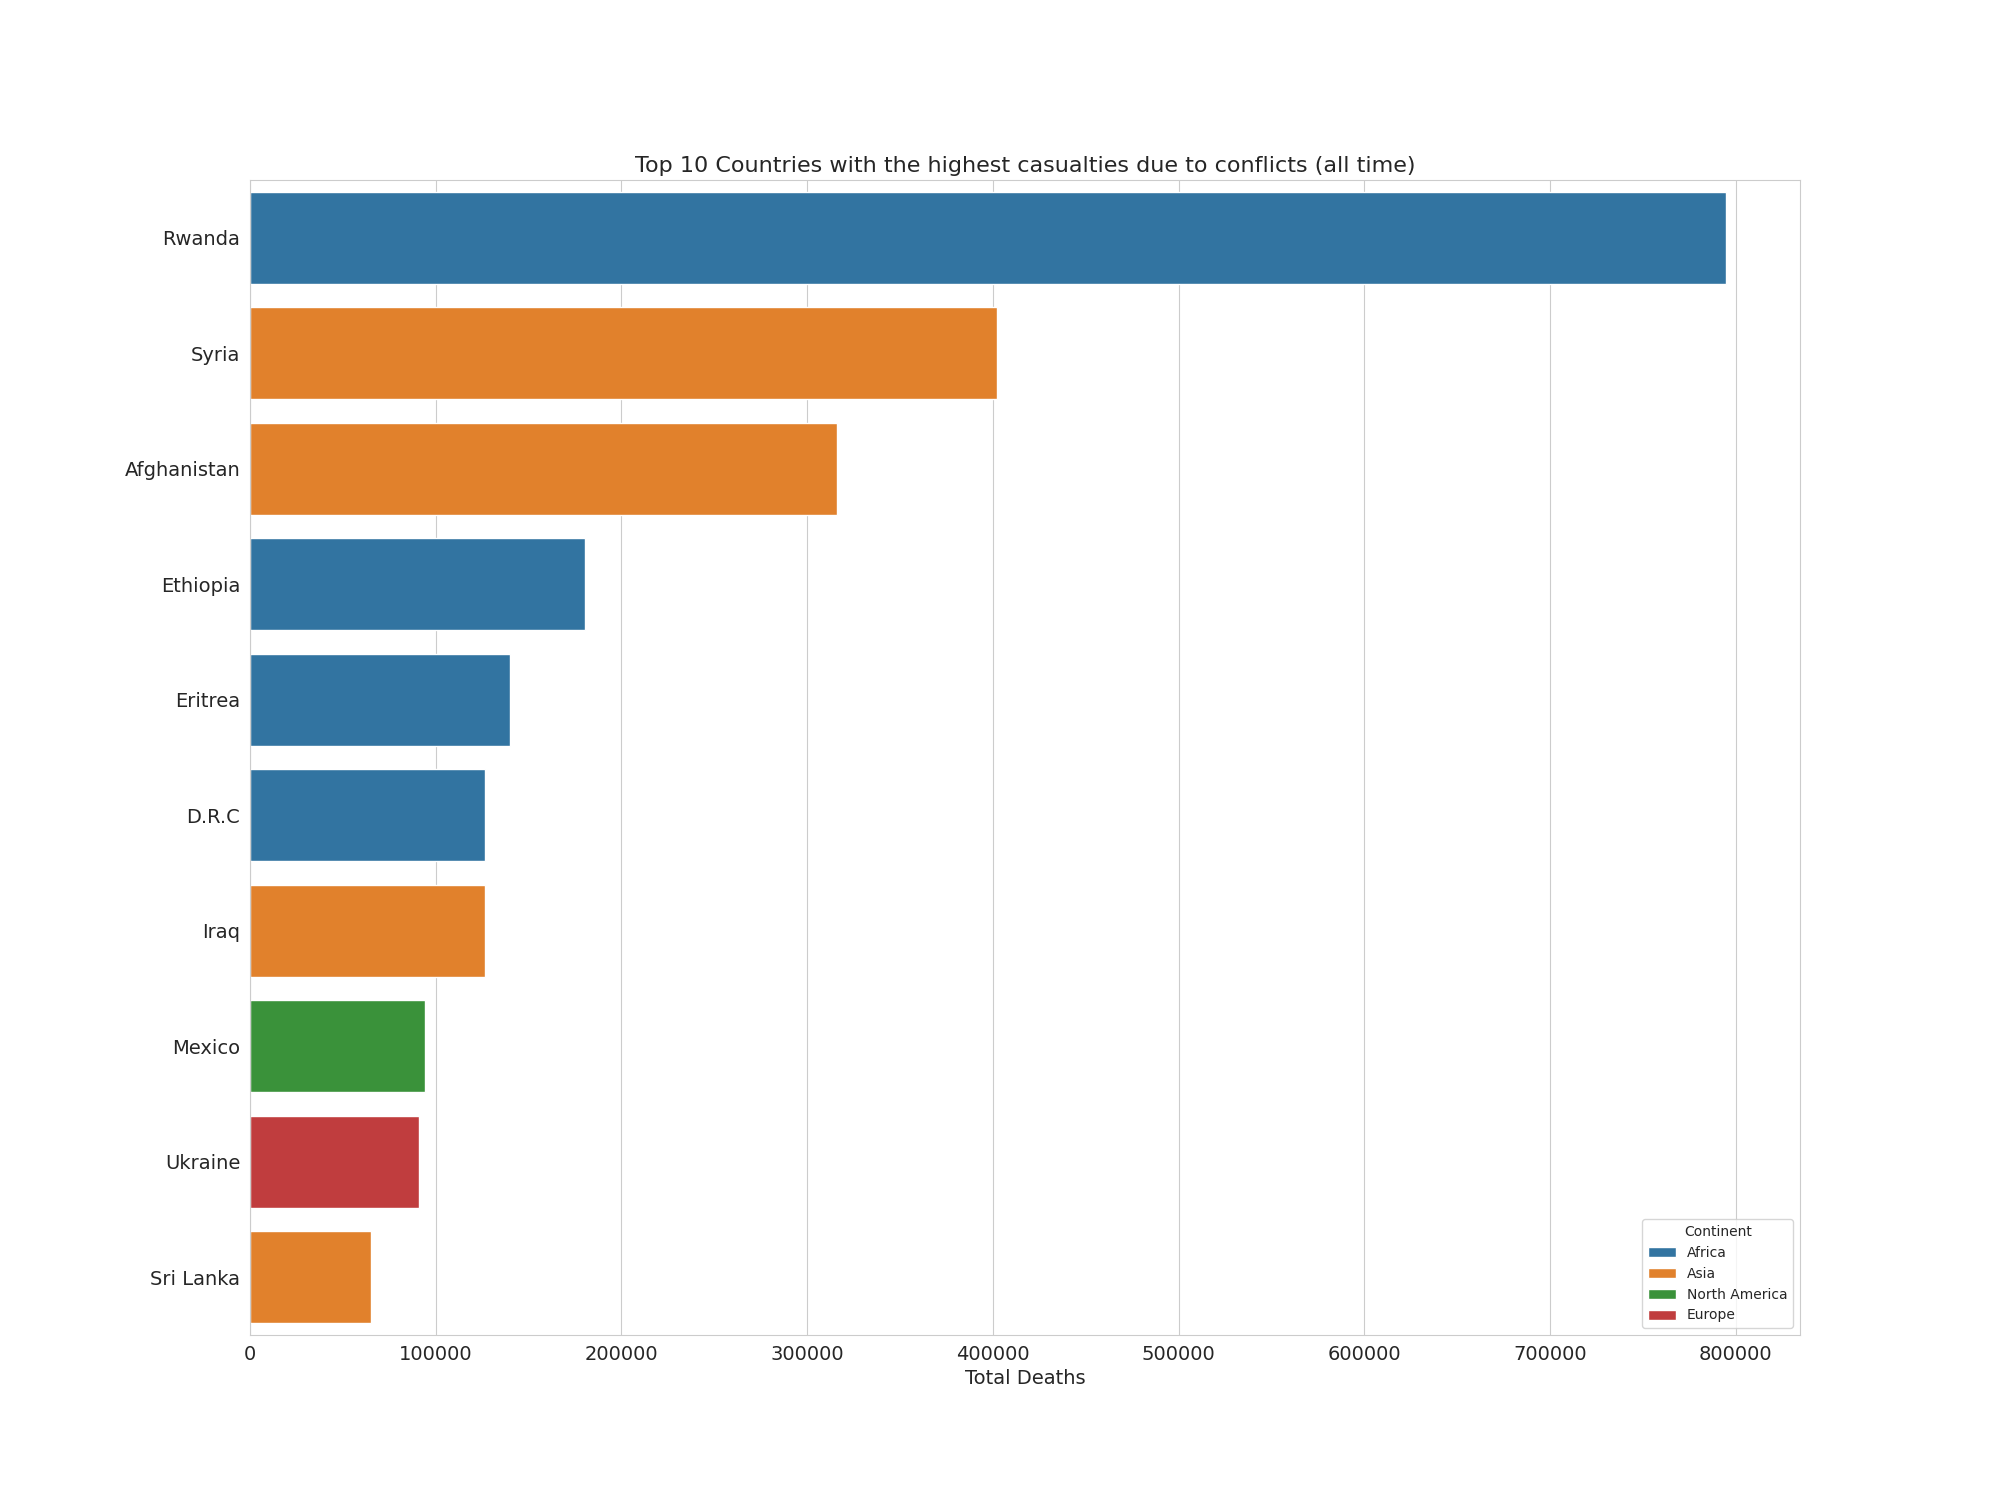 Top 10 Countries with the highest casualties due to conflicts (all time)
Rwanda
Syria
Afghanistan
Ethiopia
Eritrea
D.R.C
Iraq
Mexico
Ukraine
Sri Lanka
Continent
Africa
Asia
North America
Europe
0 100000 200000 300000 400000 500000 600000 700000 800000
Total Deaths